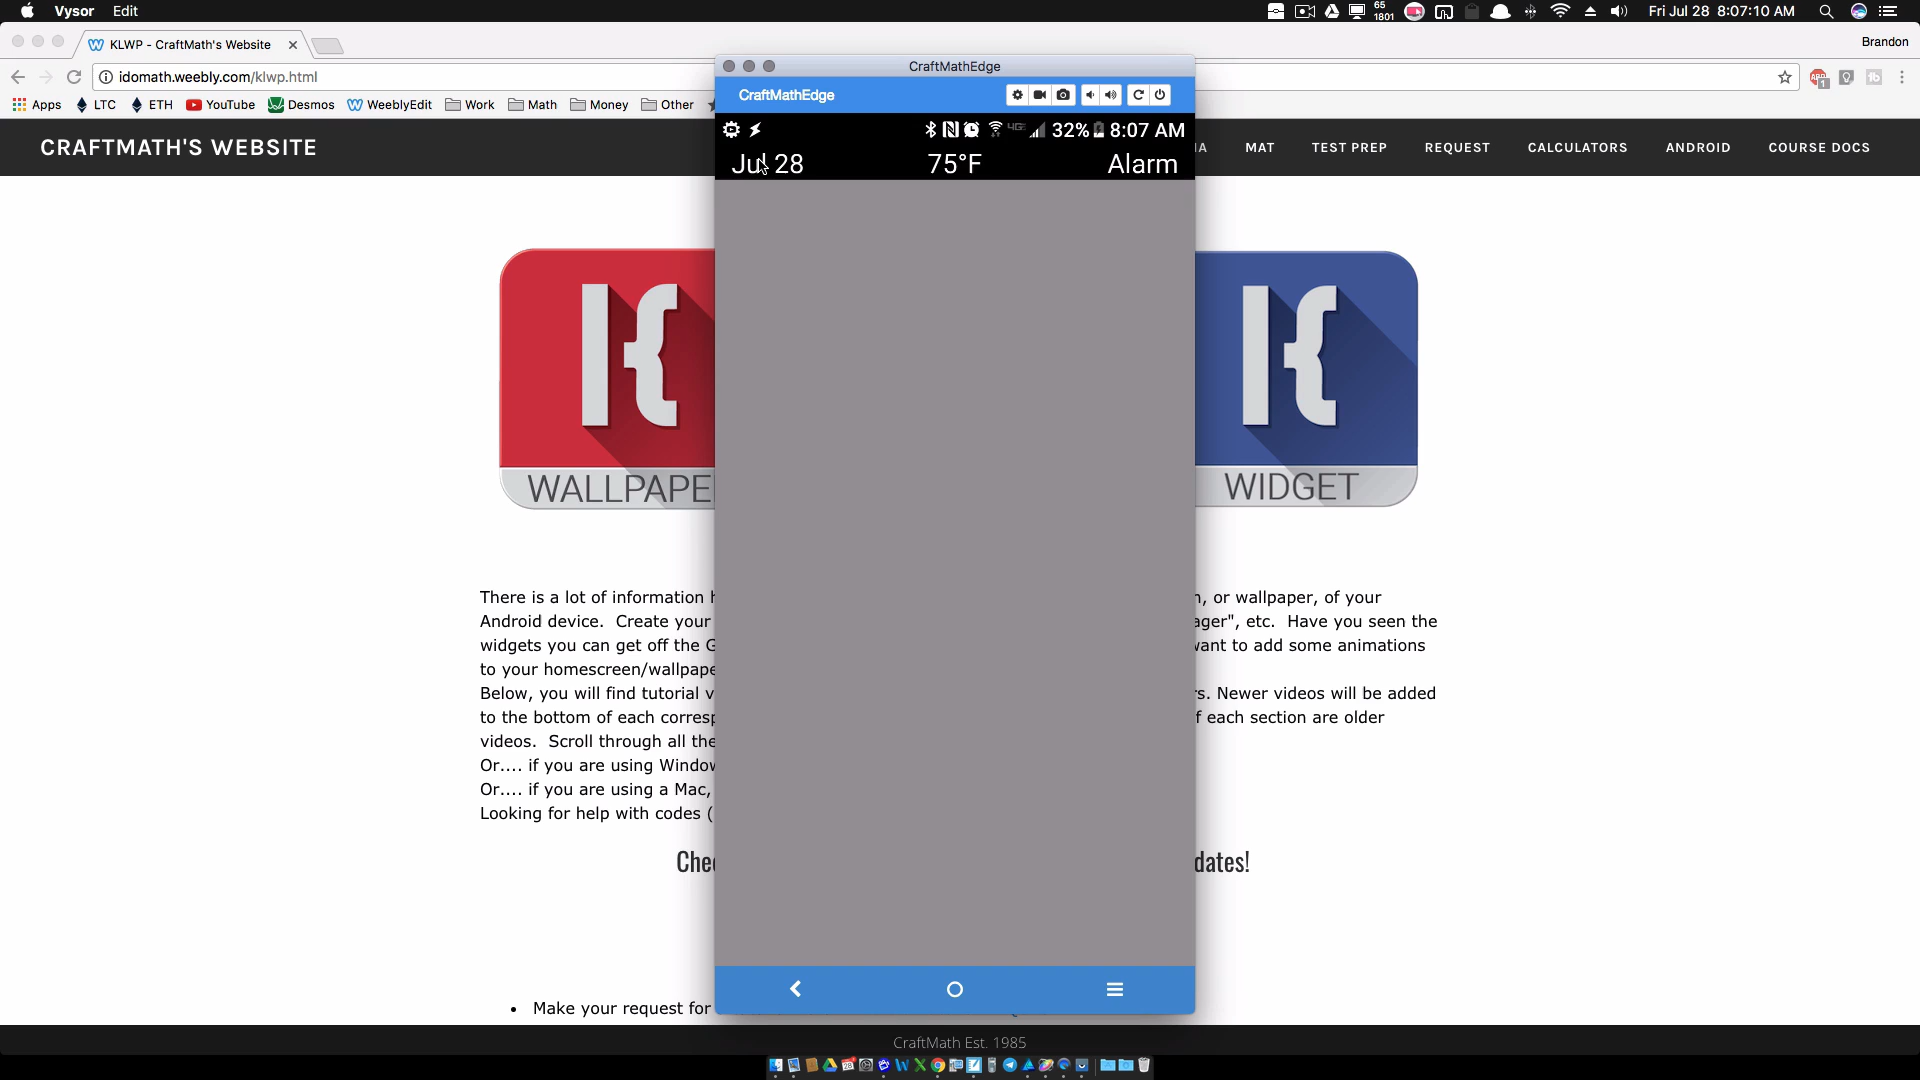 Vysor Edit
65
1801
Fri Jul 28 8:07:10 AM
KLWP - CraftMath's Website
Brandon
idomath.weebly.com/klwp.html
Apps LTC ETH YouTube Desmos WeeblyEdit Work Math Money Other
CRAFTMATH'S WEBSITE
MAT TEST PREP REQUEST CALCULATORS ANDROID COURSE DOCS
CraftMathEdge
CraftMathEdge
32% 8:07 AM
Jul 28 75°F Alarm
WALLPAPE
WIDGET
There is a lot of information
, or wallpaper, of your
Android device. Create your
ager", etc. Have you seen the
widgets you can get off the
want to add some animations
to your homescreen/wallpape
Below, you will find tutorial v
rs. Newer videos will be added
to the bottom of each corresp
f each section are older
videos. Scroll through all the
Or.... if you are using Window
Or.... if you are using a Mac,
Looking for help with codes (
Chec
dates!
• Make your request for
CraftMath Est. 1985